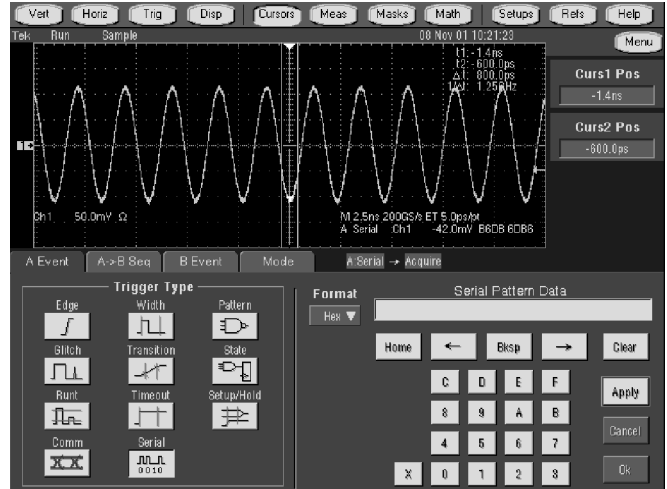 Vert Horiz Trig Disp Cursors Meas Masks Math Setups Refs Help
Tek Run Sample 08 Nov 01 10:21:23
Menu
t1: -1.4ns
t2: -600.0ps
Δt: 800.0ps
1/Δt: 1.25GHz
Curs1 Pos
-1.4ns
Curs2 Pos
-600.0ps
1
Ch1 50.0mV Ω M 2.5ns 200GS/s ET 5.0ps/pt
A Serial Ch1 -42.0mV B6DB 6DB6
A Event A->B Seq B Event Mode A Serial → Acquire
Trigger Type
Edge Width Pattern
Glitch Transition State
Runt Timeout Setup/Hold
Comm Serial
0010
Format Serial Pattern Data
Hex
Home ← Bksp → Clear
C D E F
Apply
8 9 A B
Cancel
4 5 6 7
X 0 1 2 3 Ok